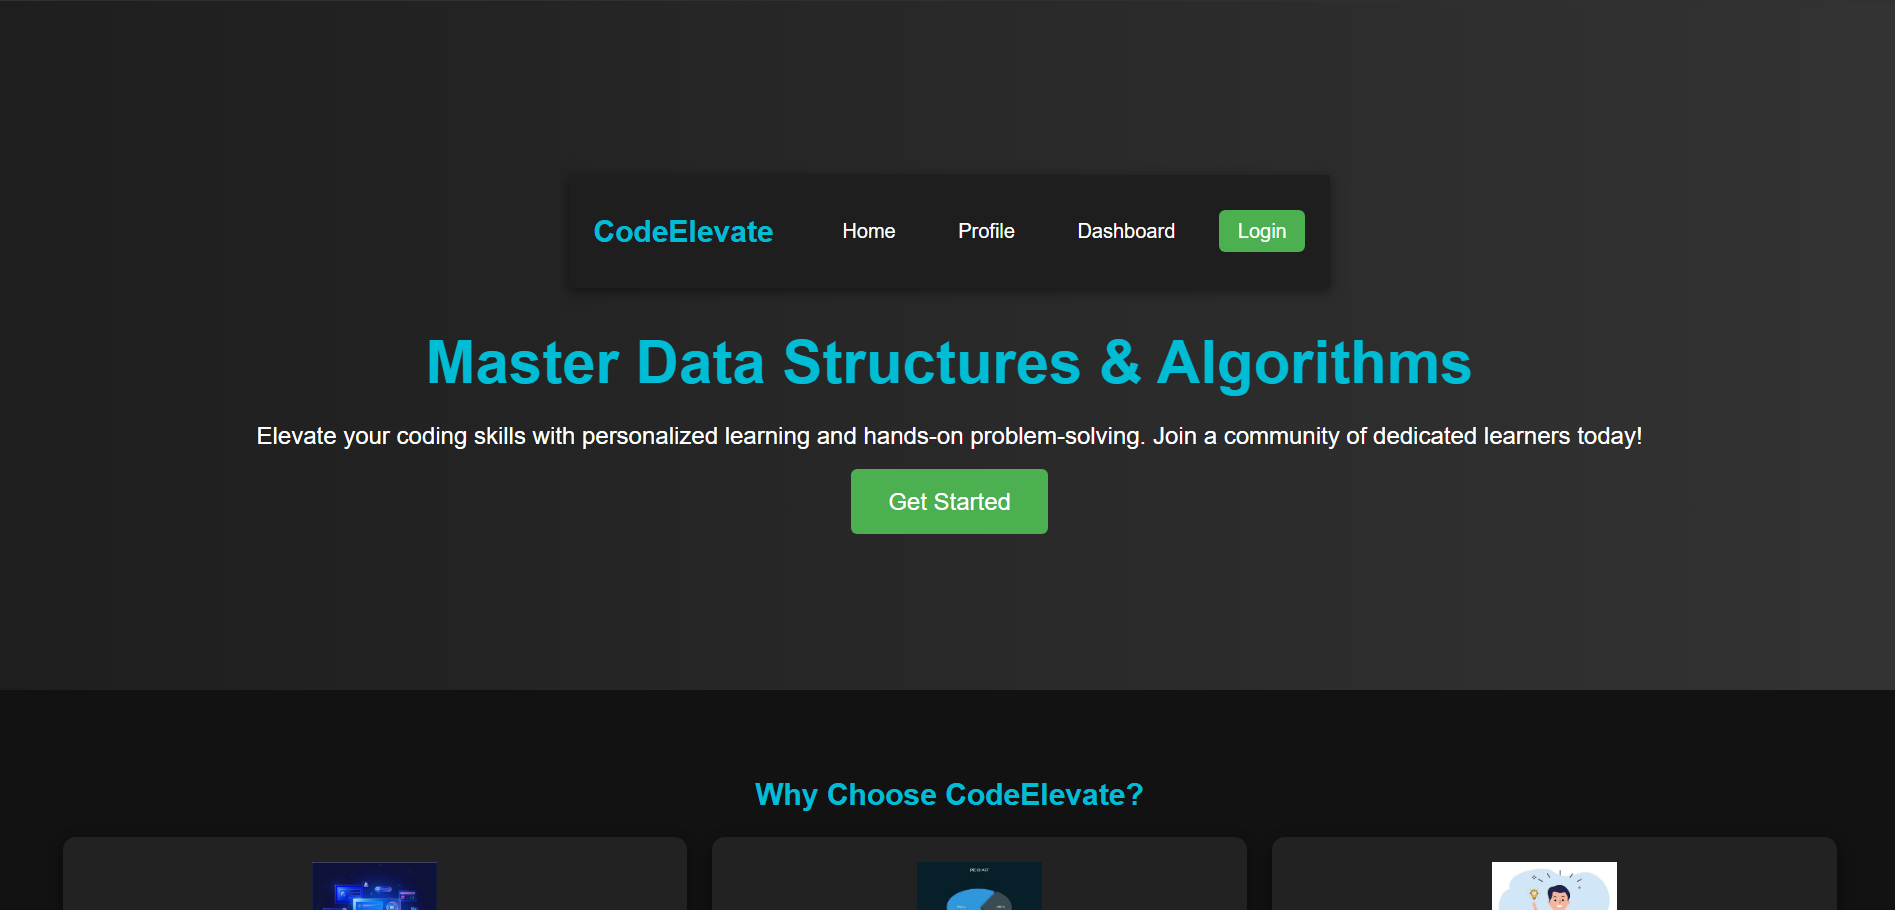 CodeElevate Home Profile Dashboard Login
Master Data Structures & Algorithms
Elevate your coding skills with personalized learning and hands-on problem-solving. Join a community of dedicated learners today!
Get Started
Why Choose CodeElevate?